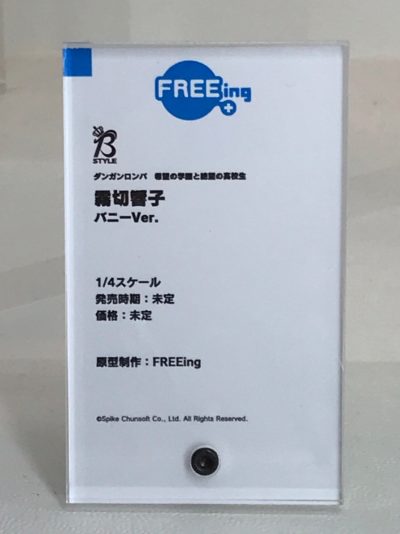 FREEing
B
STYLE
ダンガンロンパ 希望の学園と絶望の高校生
霧切響子
バニーVer.
1/4スケール
発売時期：未定
価格：未定
原型制作：FREEing
©Spike Chunsoft Co., Ltd. All Rights Reserved.